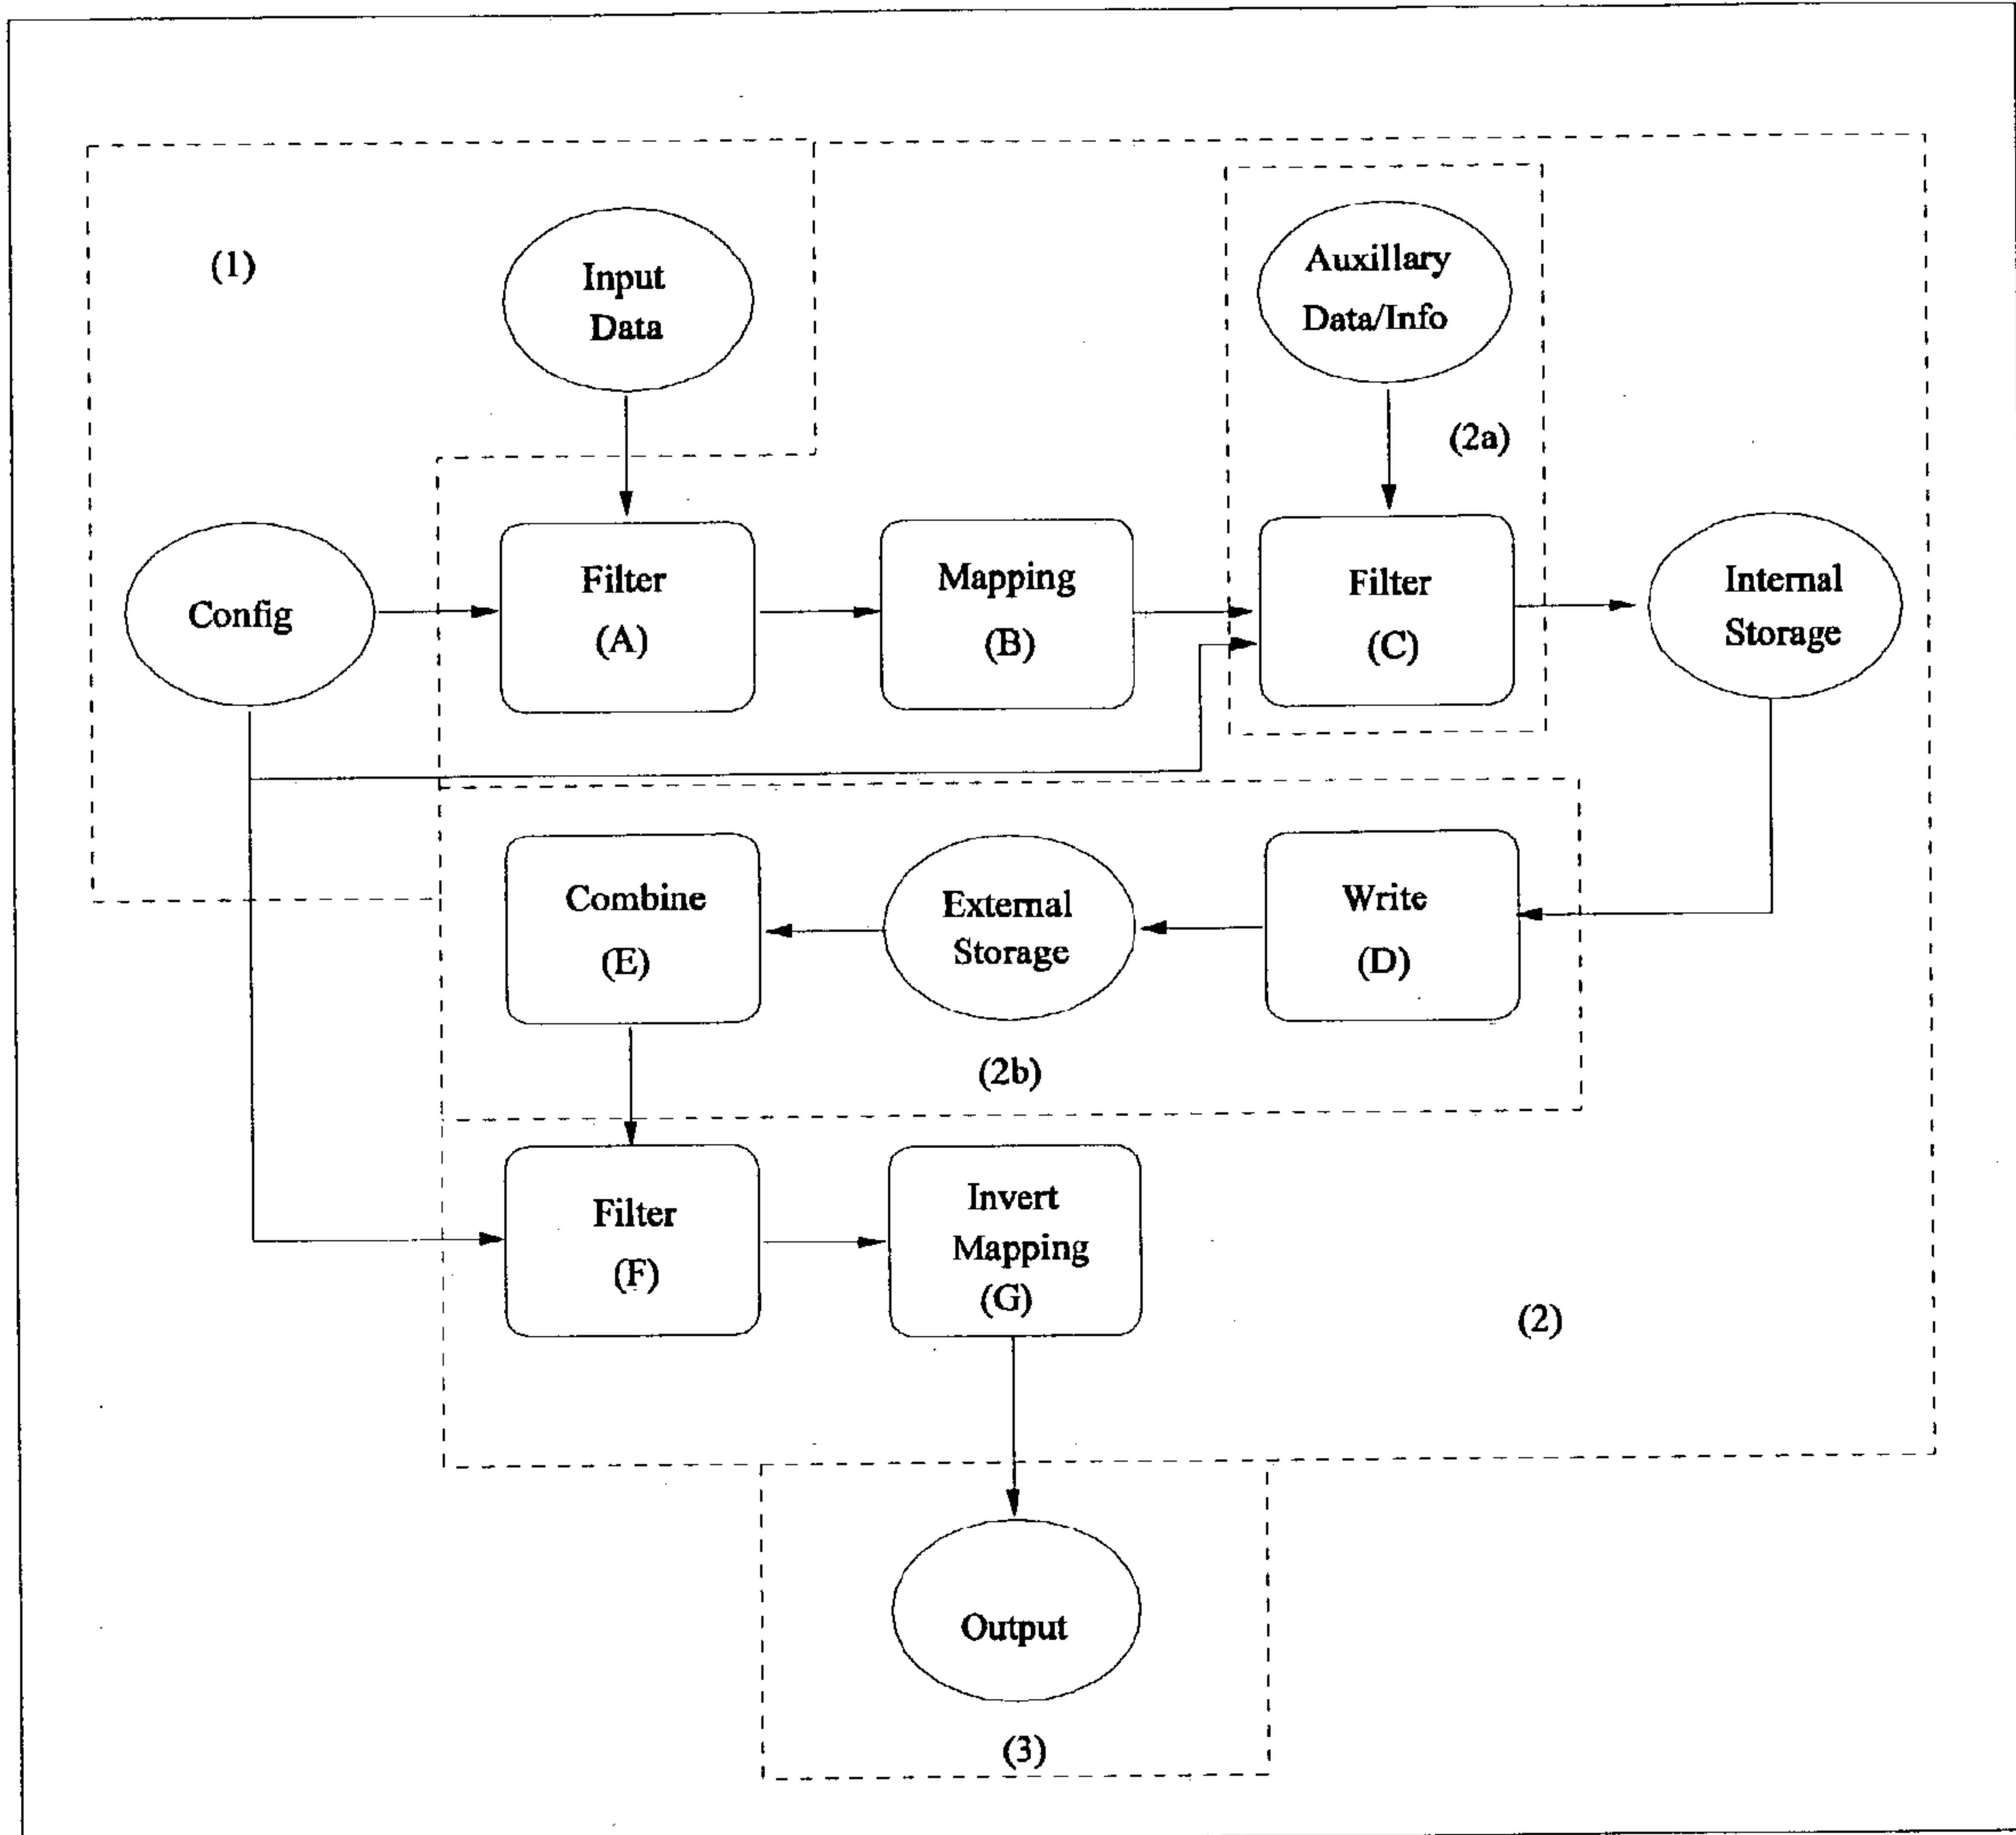 (1)
Input
Data
Auxillary
Data/Info
(2a)
Config
Filter
(A)
Mapping
(B)
Filter
(C)
Internal
Storage
Combine
(E)
External
Storage
Write
(D)
(2b)
Filter
(F)
Invert
Mapping
(G)
(2)
Output
(3)